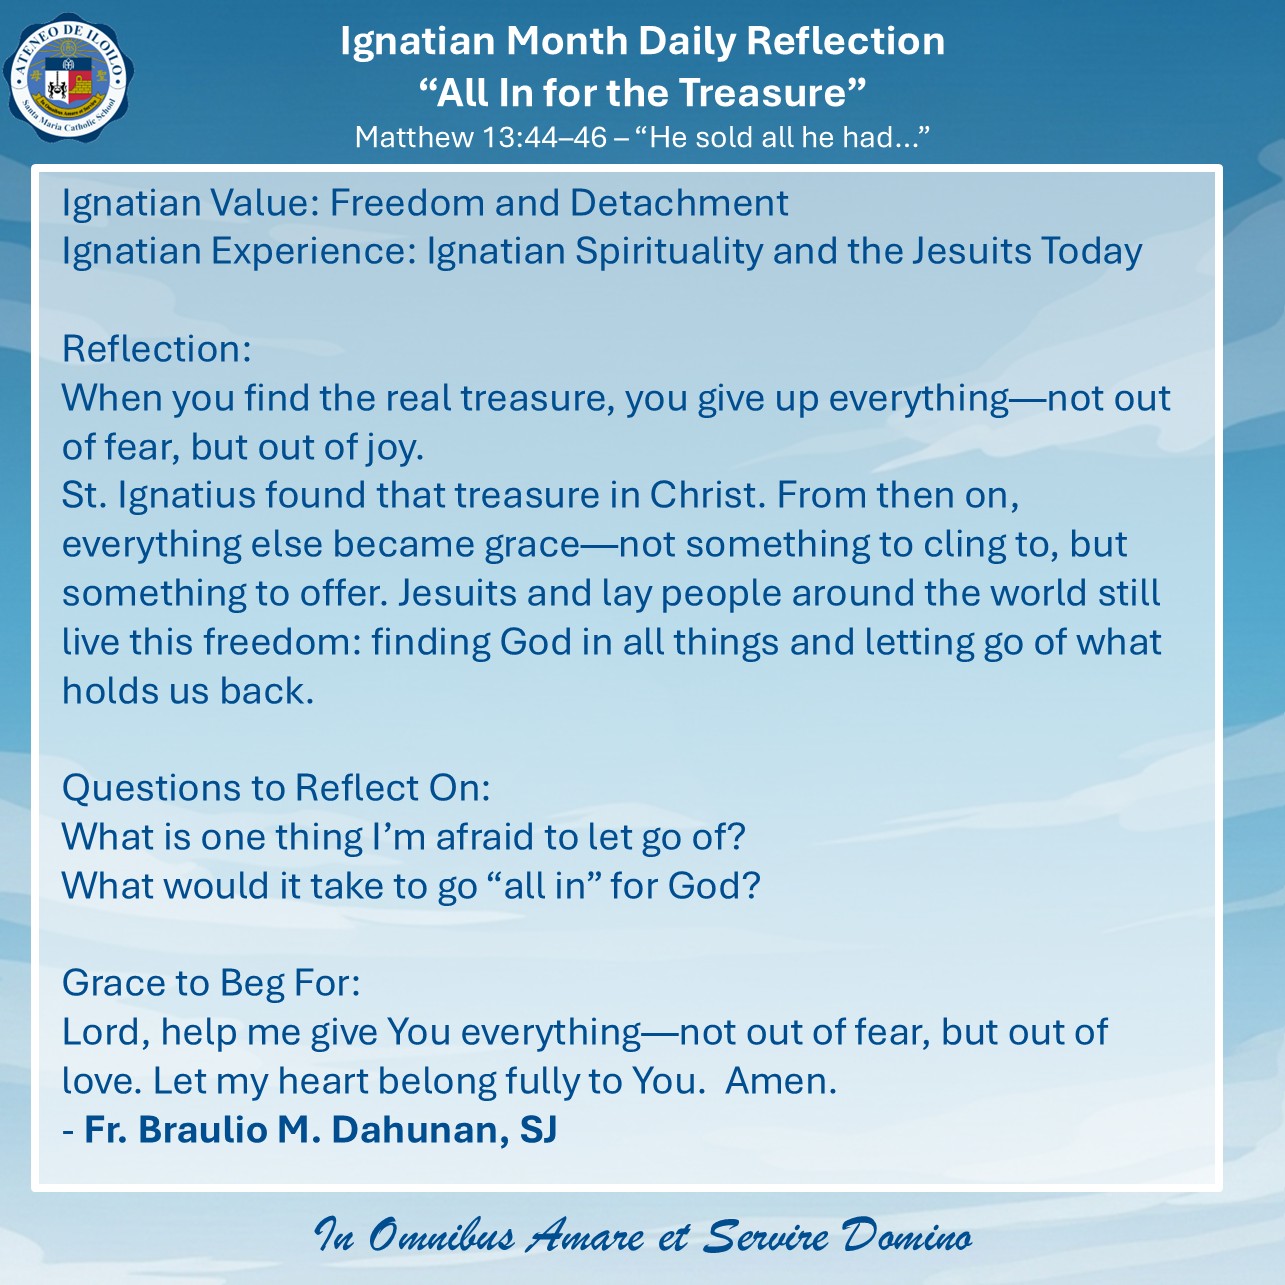 ATENEO DE ILOILO
Santa Maria Catholic School
Ignatian Month Daily Reflection
“All In for the Treasure”
Matthew 13:44–46 – “He sold all he had...”
Ignatian Value: Freedom and Detachment
Ignatian Experience: Ignatian Spirituality and the Jesuits Today
Reflection:
When you find the real treasure, you give up everything—not out
of fear, but out of joy.
St. Ignatius found that treasure in Christ. From then on,
everything else became grace—not something to cling to, but
something to offer. Jesuits and lay people around the world still
live this freedom: finding God in all things and letting go of what
holds us back.
Questions to Reflect On:
What is one thing I’m afraid to let go of?
What would it take to go “all in” for God?
Grace to Beg For:
Lord, help me give You everything—not out of fear, but out of
love. Let my heart belong fully to You.  Amen.
- Fr. Braulio M. Dahunan, SJ
In Omnibus Amare et Servire Domino